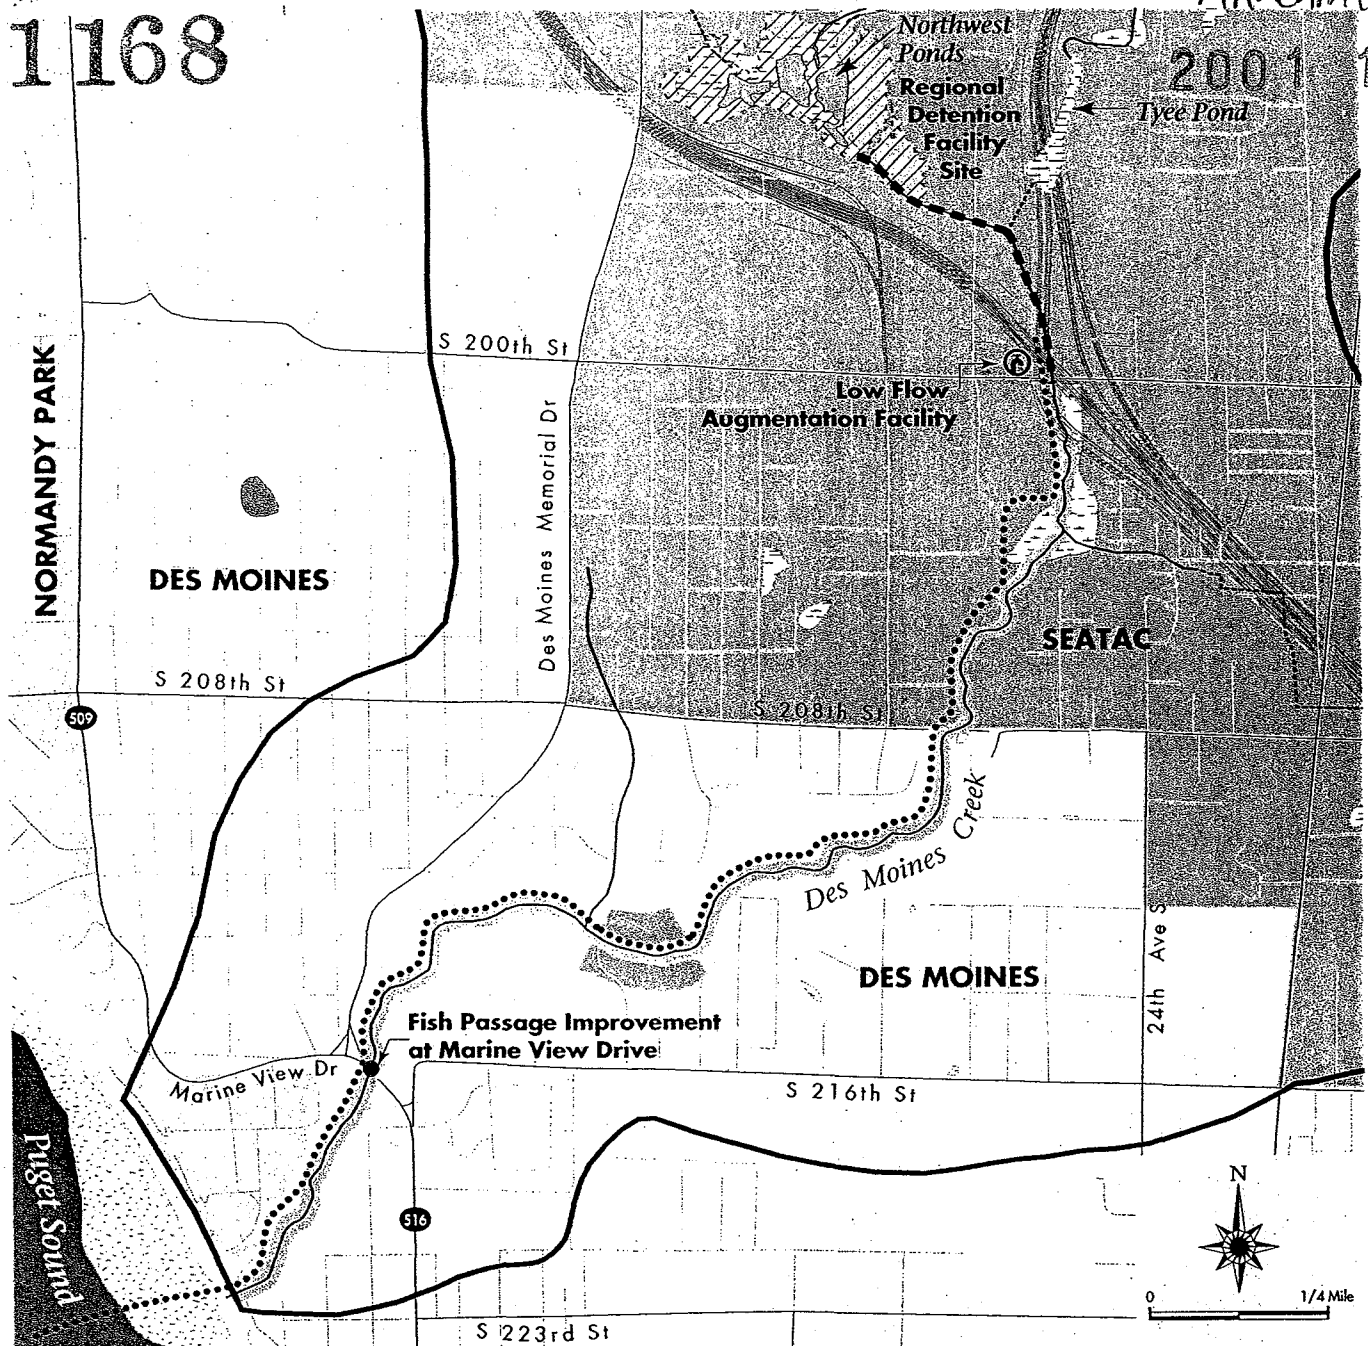 11168
Northwest
Ponds
2001
Regional
Detention
Facility
Site
Tyee Pond
S 200th St
NORMANDY PARK
Low Flow
Augmentation Facility
Des Moines Memorial Dr
DES MOINES
SEATAC
S 208th St
S 208th St
509
Des Moines Creek
24th Ave S
DES MOINES
Fish Passage Improvement
at Marine View Drive
Marine View Dr
S 216th St
Puget Sound
N
516
0 1/4 Mile
S 223rd St